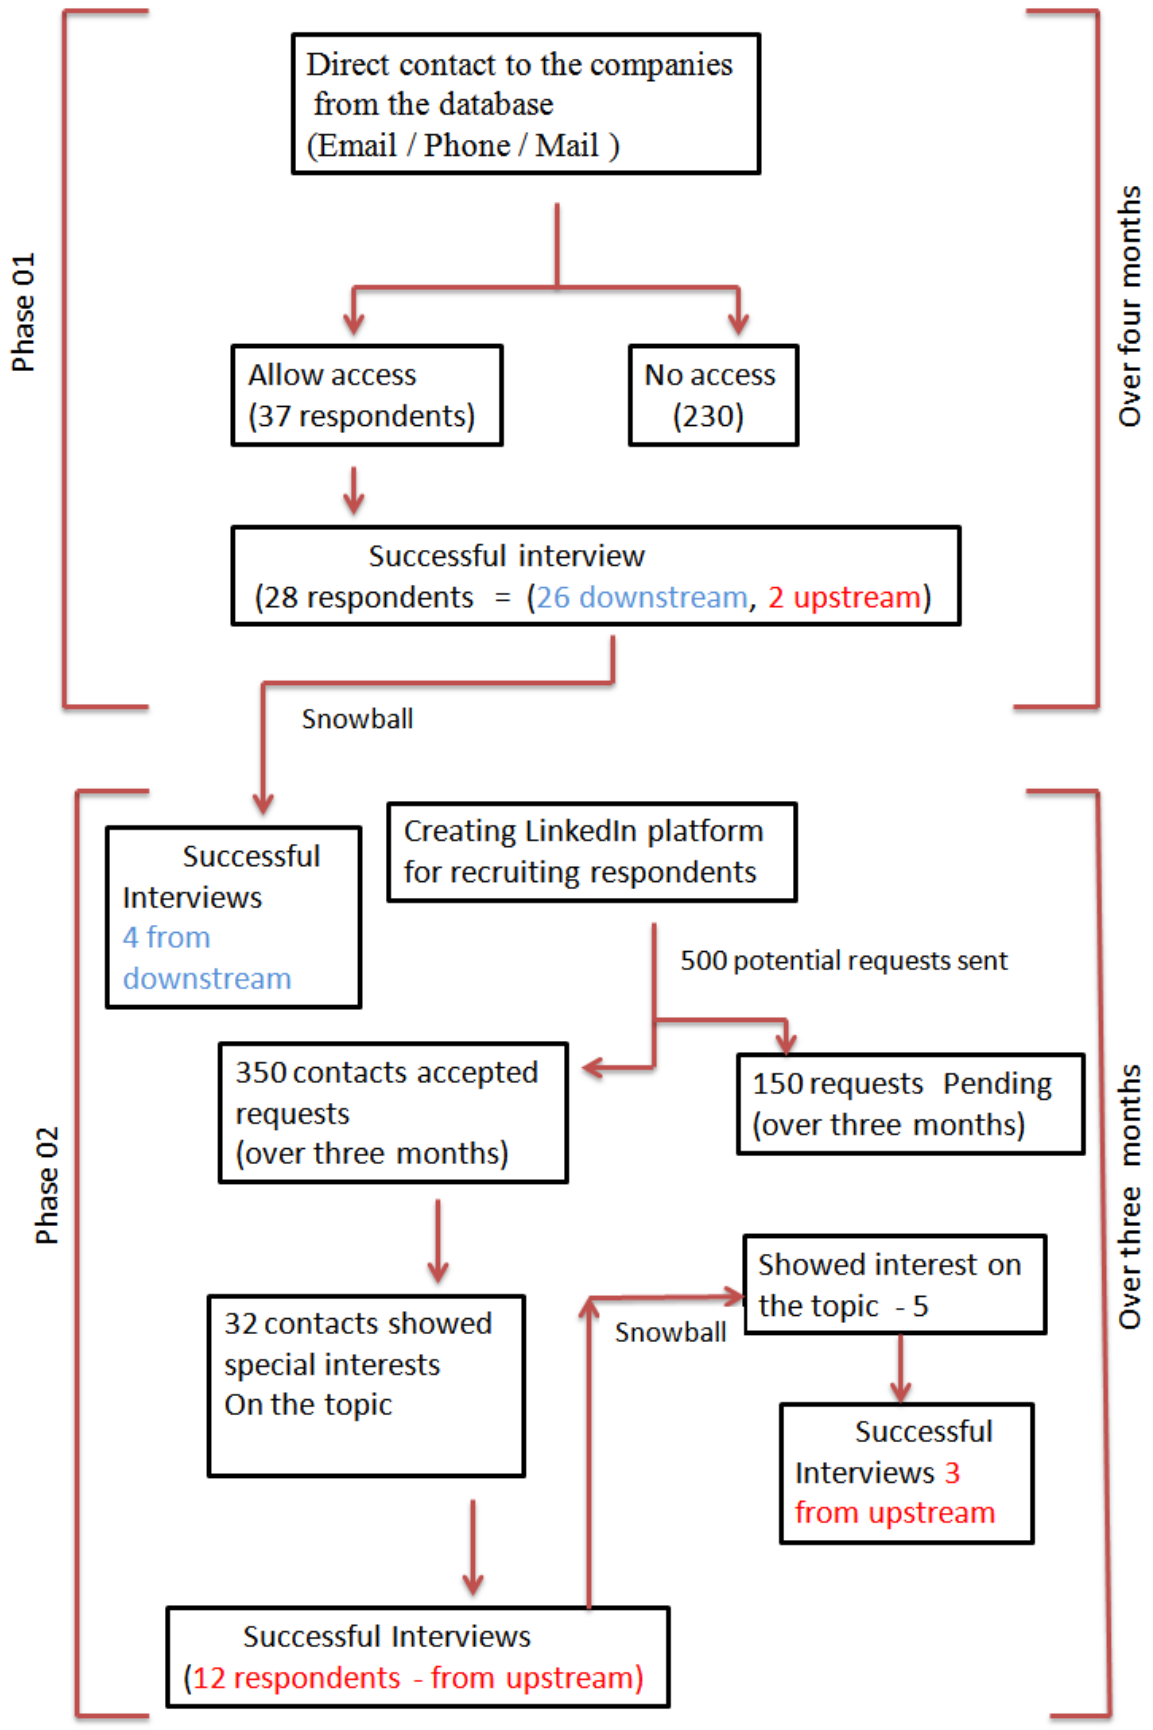 Direct contact to the companies
from the database
(Email / Phone / Mail )
Phase 01
Over four months
Allow access
(37 respondents)
No access
(230)
Successful interview
(28 respondents = (26 downstream, 2 upstream)
Snowball
Successful
Interviews
4 from
downstream
Creating LinkedIn platform
for recruiting respondents
500 potential requests sent
350 contacts accepted
requests
(over three months)
150 requests Pending
(over three months)
Phase 02
Over three months
32 contacts showed
special interests
On the topic
Snowball
Showed interest on
the topic - 5
Successful
Interviews 3
from upstream
Successful Interviews
(12 respondents - from upstream)